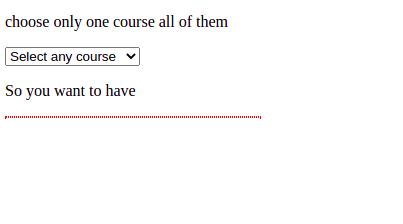 choose only one course all of them
Select any course
So you want to have